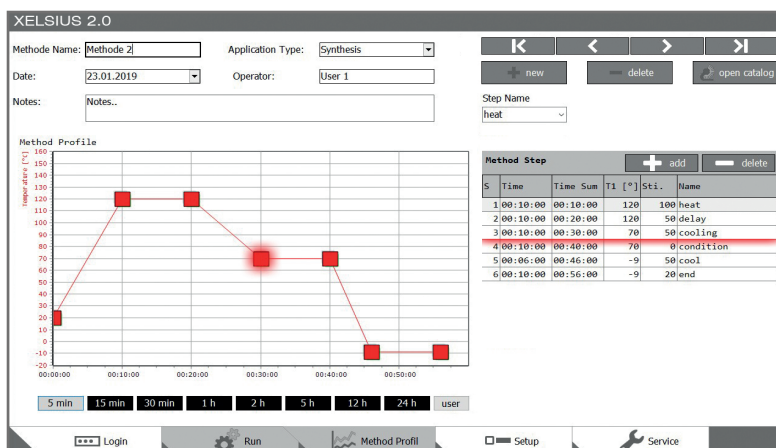 XELSIUS 2.0
Methode Name: Methode 2 Application Type: Synthesis
new delete open catalog
Date: 23.01.2019 Operator: User 1
Notes: Notes..
Step Name
heat
Method Profile
Temperature [°C]
160
150
140
130
120
110
100
90
80
70
60
50
40
30
20
10
0
-10
-20
00:00:00 00:10:00 00:20:00 00:30:00 00:40:00 00:50:00
5 min 15 min 30 min 1 h 2 h 5 h 12 h 24 h user
Method Step add delete
S Time Time Sum T1 [°] Sti. Name
1 00:10:00 00:10:00 120 100 heat
2 00:10:00 00:20:00 120 50 delay
3 00:10:00 00:30:00 70 50 cooling
4 00:10:00 00:40:00 70 0 condition
5 00:06:00 00:46:00 -9 50 cool
6 00:10:00 00:56:00 -9 20 end
Login Run Method Profil Setup Service